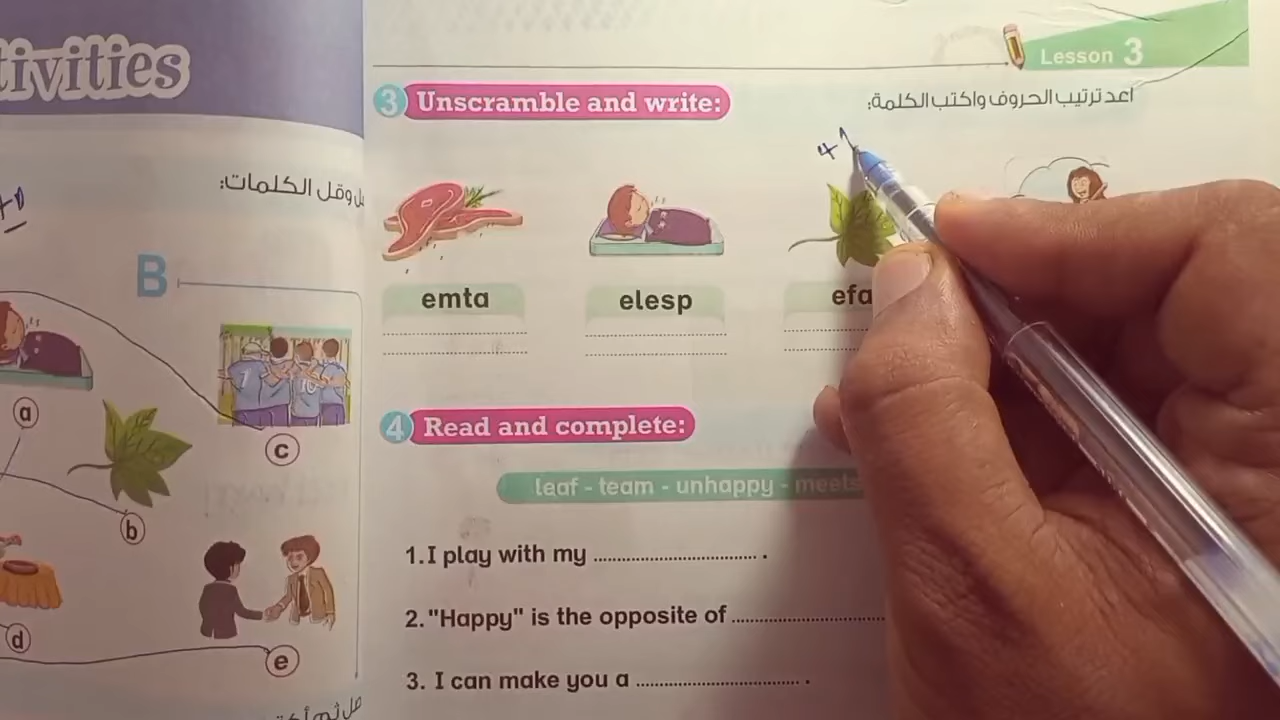 tivities
Lesson 3
3 Unscramble and write:
اعد ترتيب الحروف واكتب الكلمة:
ل وقل الكلمات:
B
emta
elesp
efa
a
b
c
d
e
4 Read and complete:
leaf - team - unhappy - meets
1. I play with my ................................ .
2. "Happy" is the opposite of ................................
3. I can make you a ................................ .